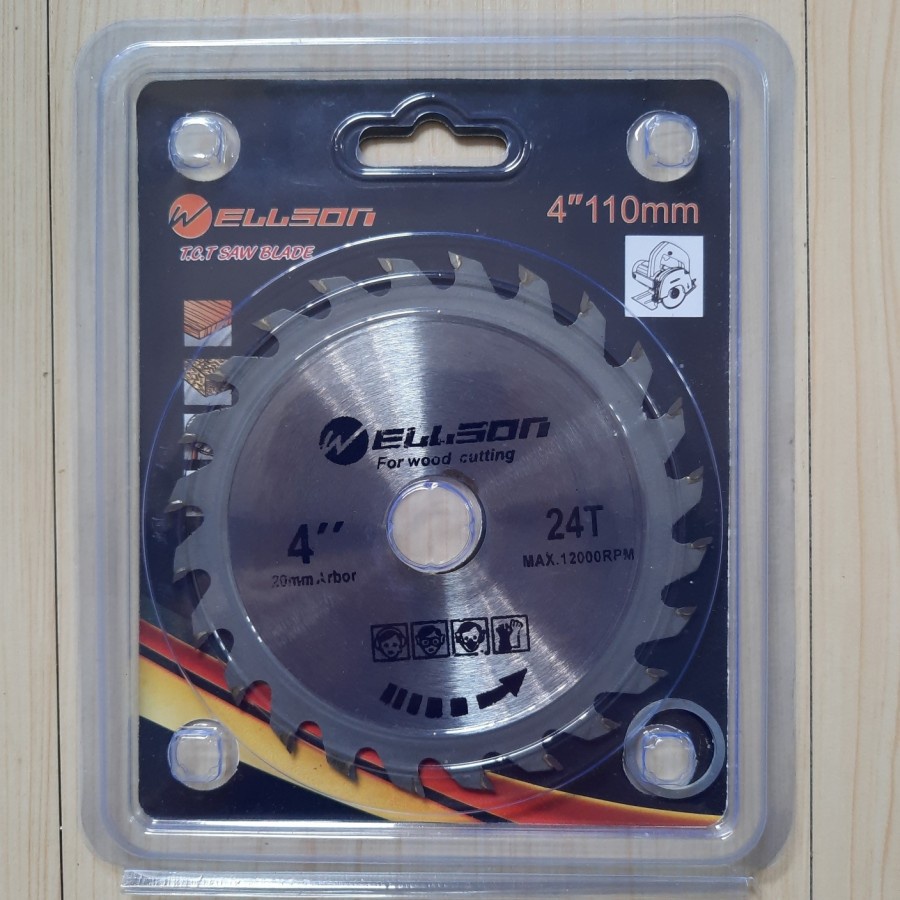 WELLSON
T.C.T SAW BLADE
4″110mm
WELLSON
For wood cutting
4″
20mm Arbor
24T
MAX.12000RPM